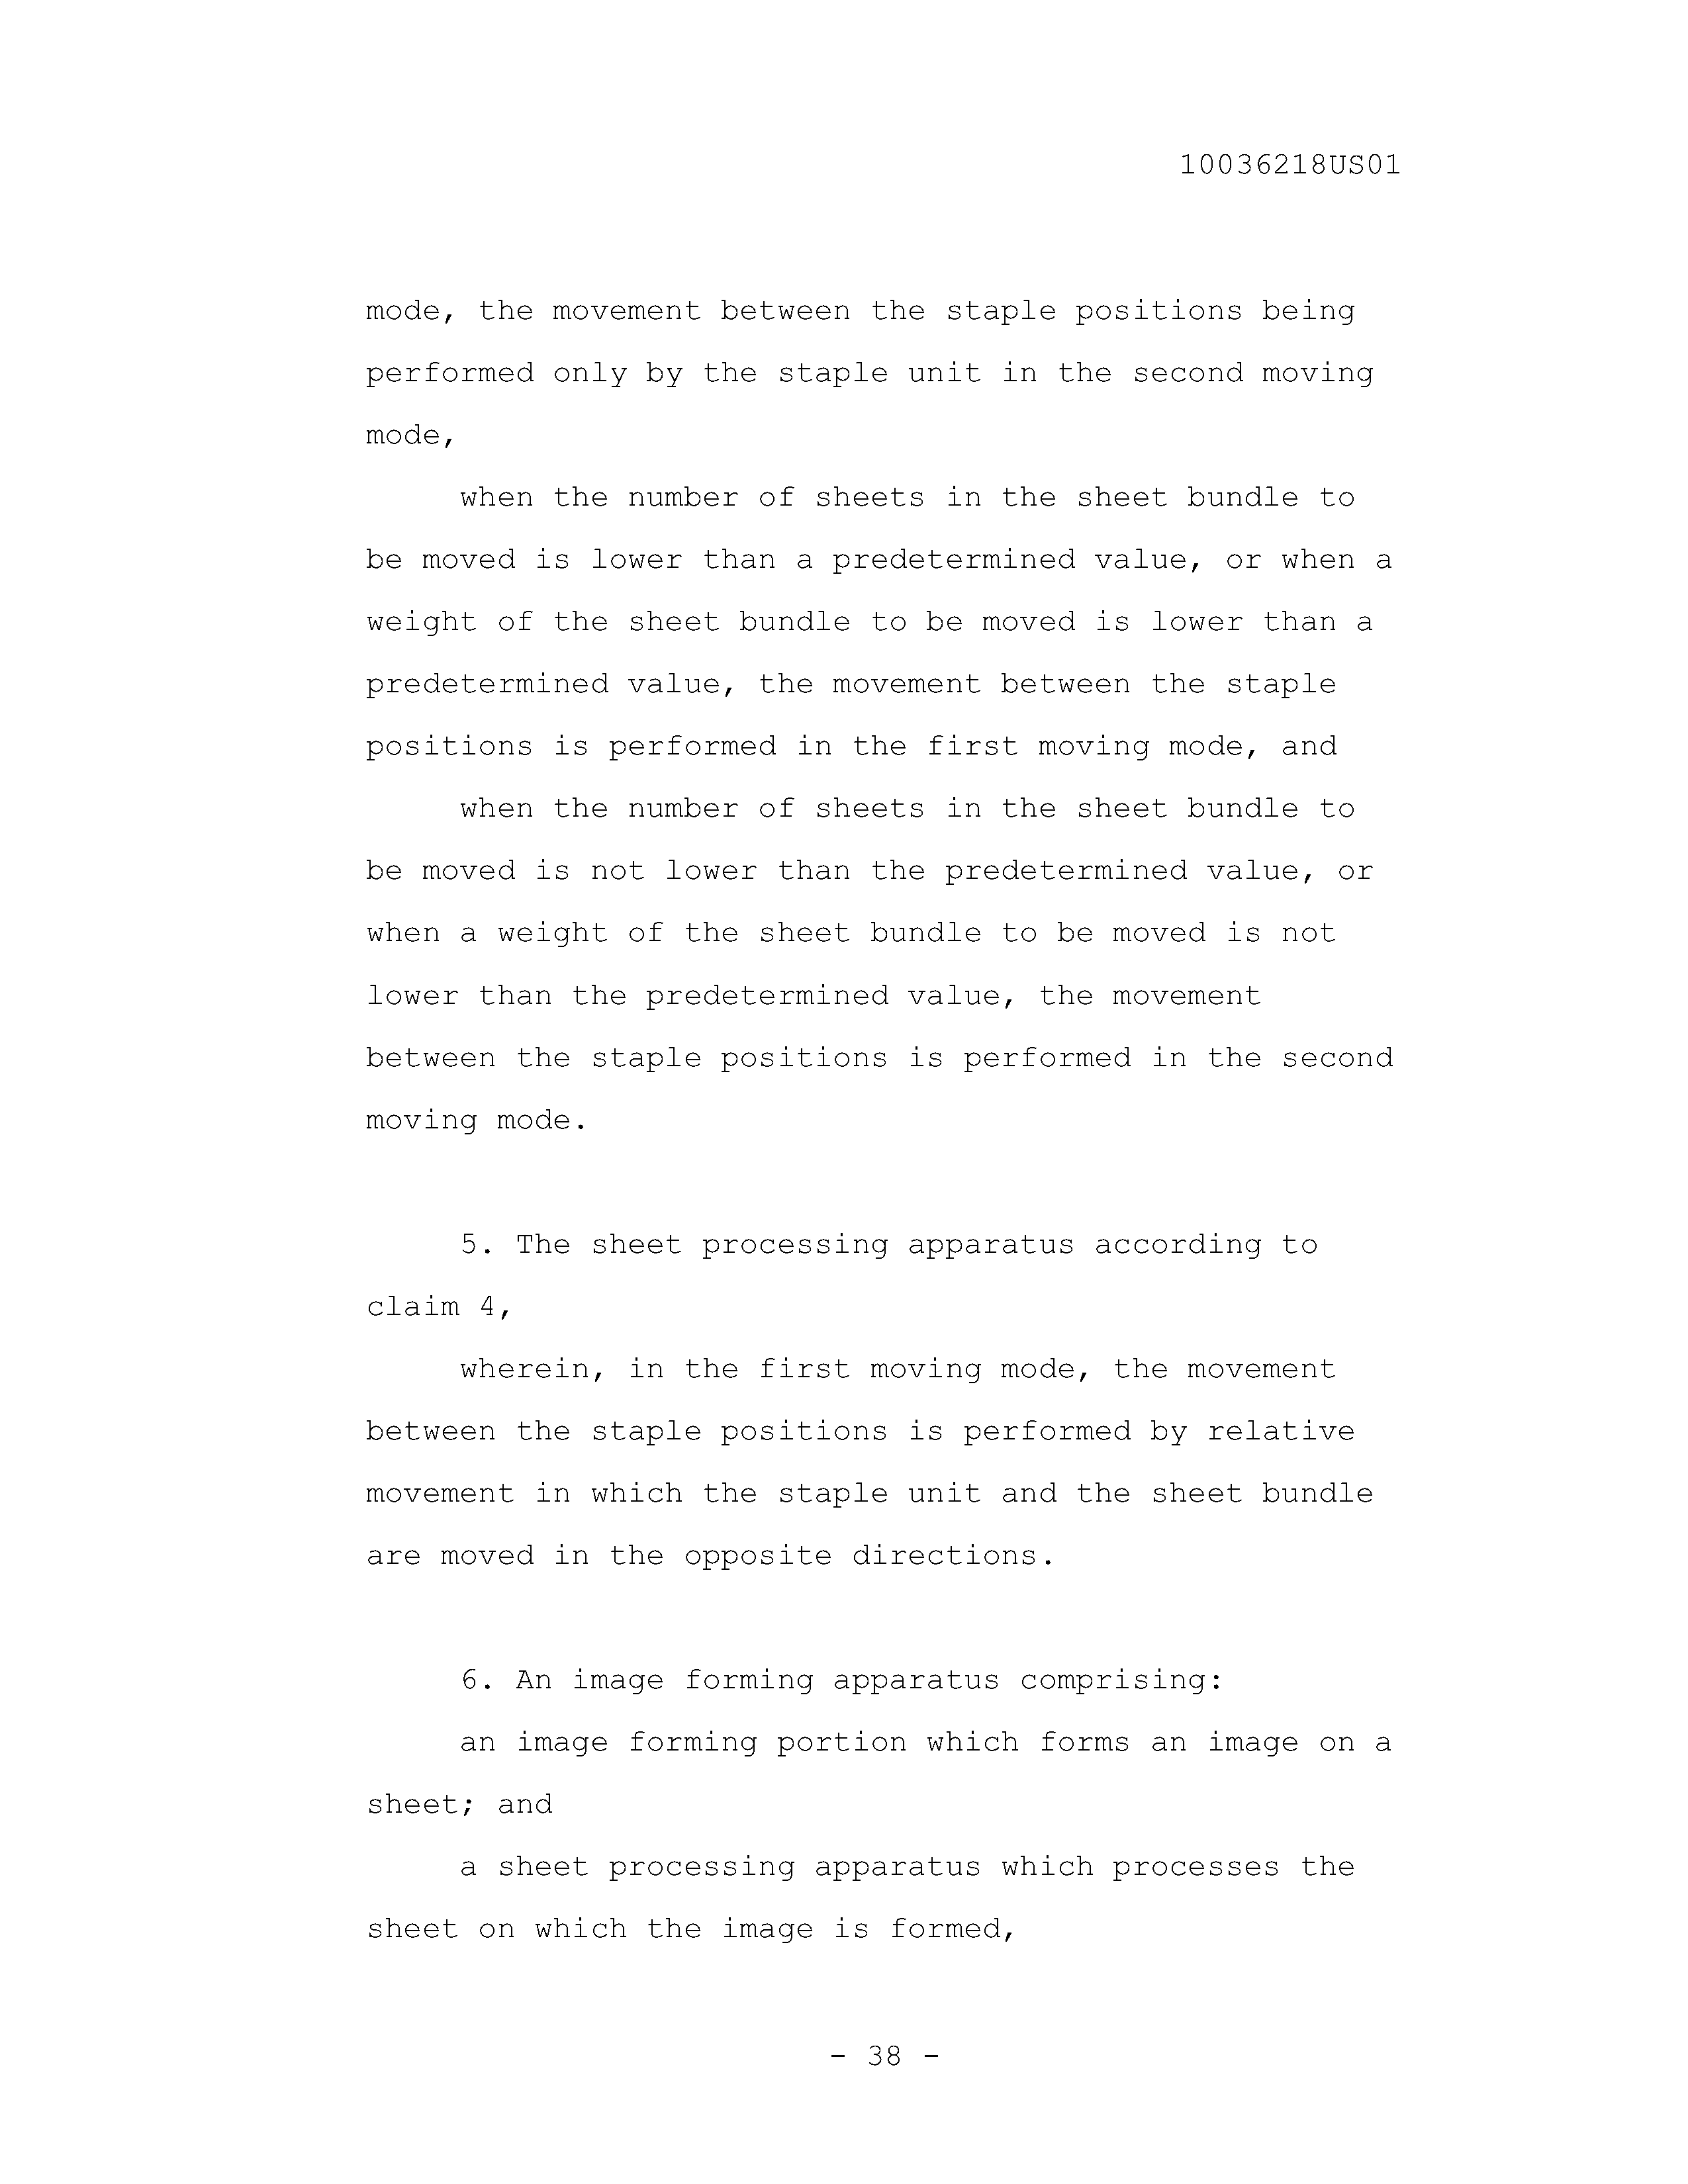 10036218US01
mode, the movement between the staple positions being
performed only by the staple unit in the second moving
mode,
when the number of sheets in the sheet bundle to
be moved is lower than a predetermined value, or when a
weight of the sheet bundle to be moved is lower than a
predetermined value, the movement between the staple
positions is performed in the first moving mode, and
when the number of sheets in the sheet bundle to
be moved is not lower than the predetermined value, or
when a weight of the sheet bundle to be moved is not
lower than the predetermined value, the movement
between the staple positions is performed in the second
moving mode.
5. The sheet processing apparatus according to
claim 4,
wherein, in the first moving mode, the movement
between the staple positions is performed by relative
movement in which the staple unit and the sheet bundle
are moved in the opposite directions.
6. An image forming apparatus comprising:
an image forming portion which forms an image on a
sheet; and
a sheet processing apparatus which processes the
sheet on which the image is formed,
- 38 -